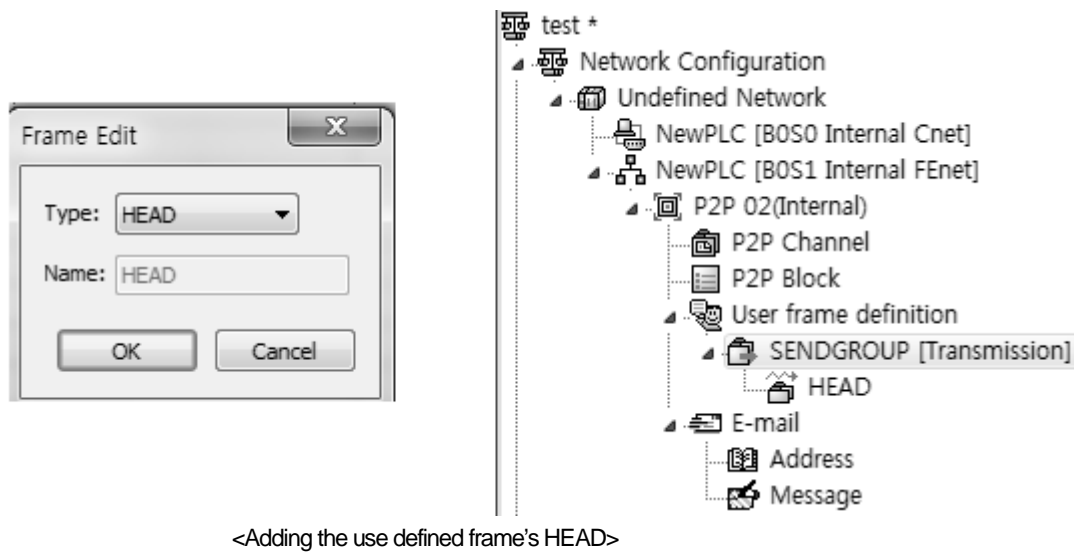 Frame Edit
Type: HEAD
Name: HEAD
OK Cancel
test *
Network Configuration
Undefined Network
NewPLC [B0S0 Internal Cnet]
NewPLC [B0S1 Internal FEnet]
P2P 02(Internal)
P2P Channel
P2P Block
User frame definition
SENDGROUP [Transmission]
HEAD
E-mail
Address
Message
<Adding the use defined frame's HEAD>